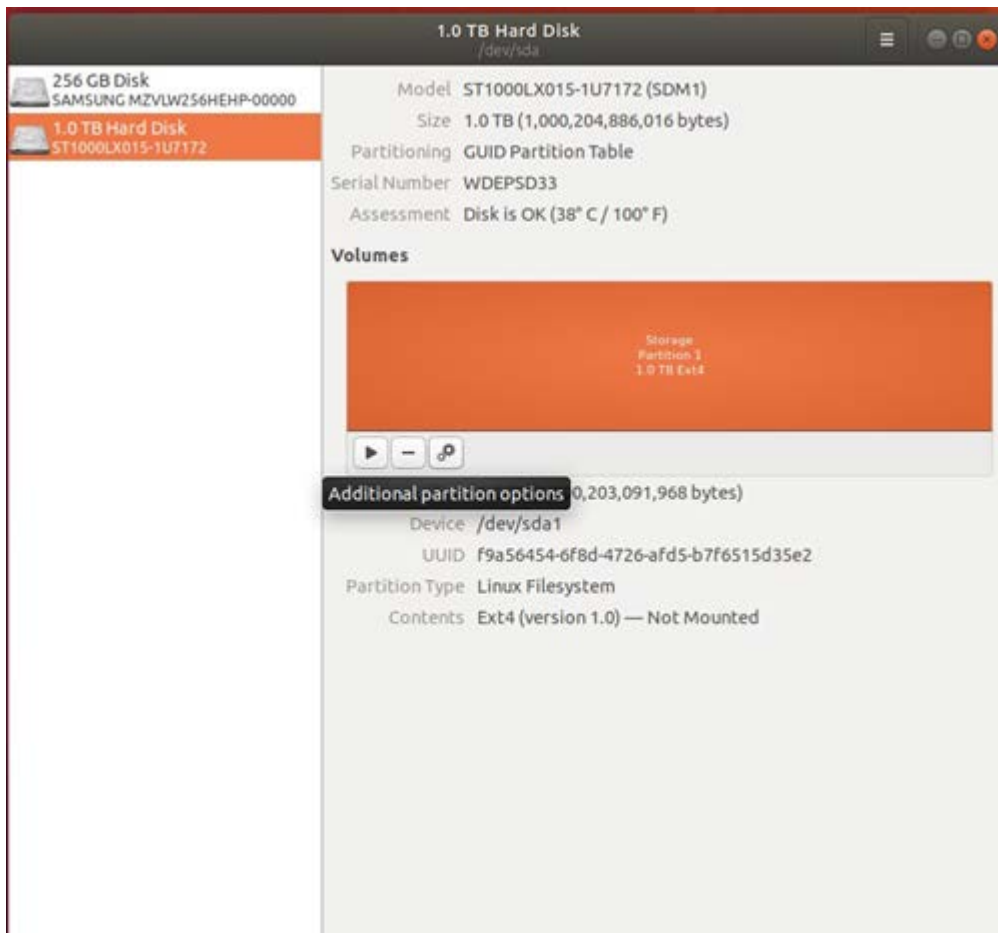 1.0 TB Hard Disk
/dev/sda
256 GB Disk
SAMSUNG MZVLW256HEHP-00000
1.0 TB Hard Disk
ST1000LX015-1U7172
Model ST1000LX015-1U7172 (SDM1)
Size 1.0 TB (1,000,204,886,016 bytes)
Partitioning GUID Partition Table
Serial Number WDEPSD33
Assessment Disk is OK (38° C / 100° F)
Volumes
Storage
Partition 1
1.0 TB Ext4
Additional partition options 0,203,091,968 bytes)
Device /dev/sda1
UUID f9a56454-6f8d-4726-afd5-b7f6515d35e2
Partition Type Linux Filesystem
Contents Ext4 (version 1.0) — Not Mounted